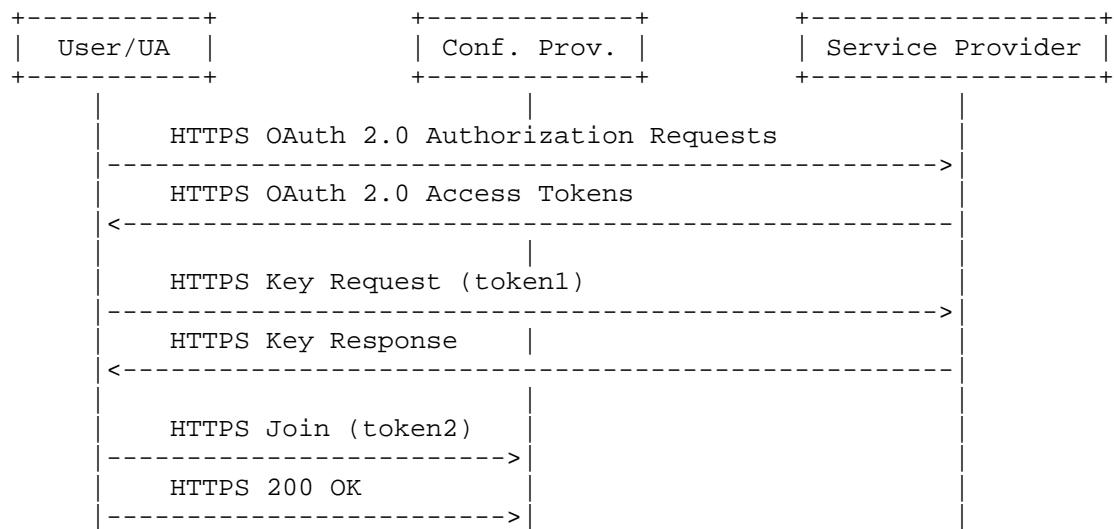 User/UA Conf. Prov. Service Provider
HTTPS OAuth 2.0 Authorization Requests
HTTPS OAuth 2.0 Access Tokens
HTTPS Key Request (token1)
HTTPS Key Response
HTTPS Join (token2)
HTTPS 200 OK